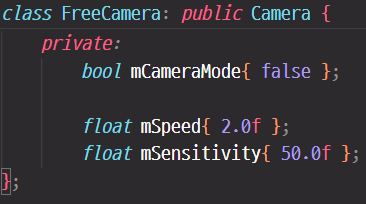 class FreeCamera: public Camera {
    private:
        bool mCameraMode{ false };

        float mSpeed{ 2.0f };
        float mSensitivity{ 50.0f };
};